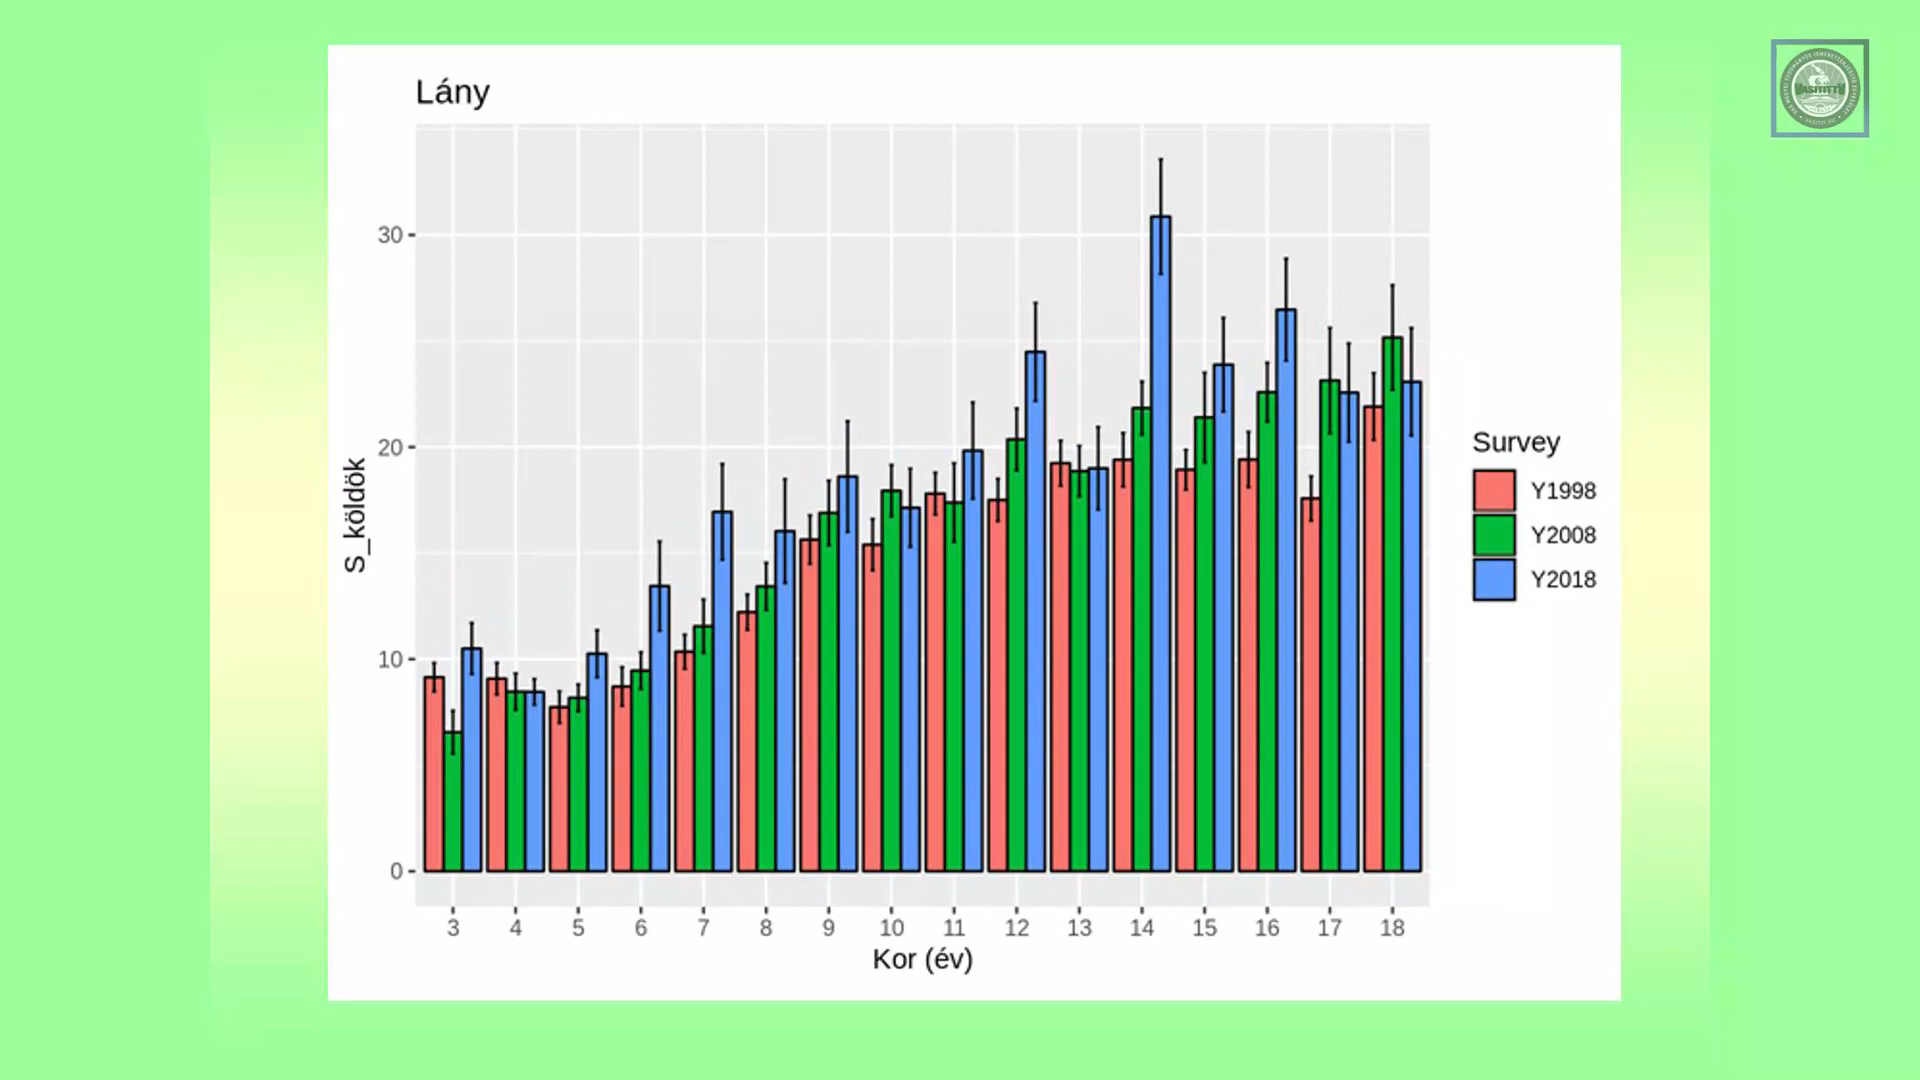 Lány
30
20
10
0
S_köldök
3 4 5 6 7 8 9 10 11 12 13 14 15 16 17 18
Kor (év)
Survey
Y1998
Y2008
Y2018
VASITITTV